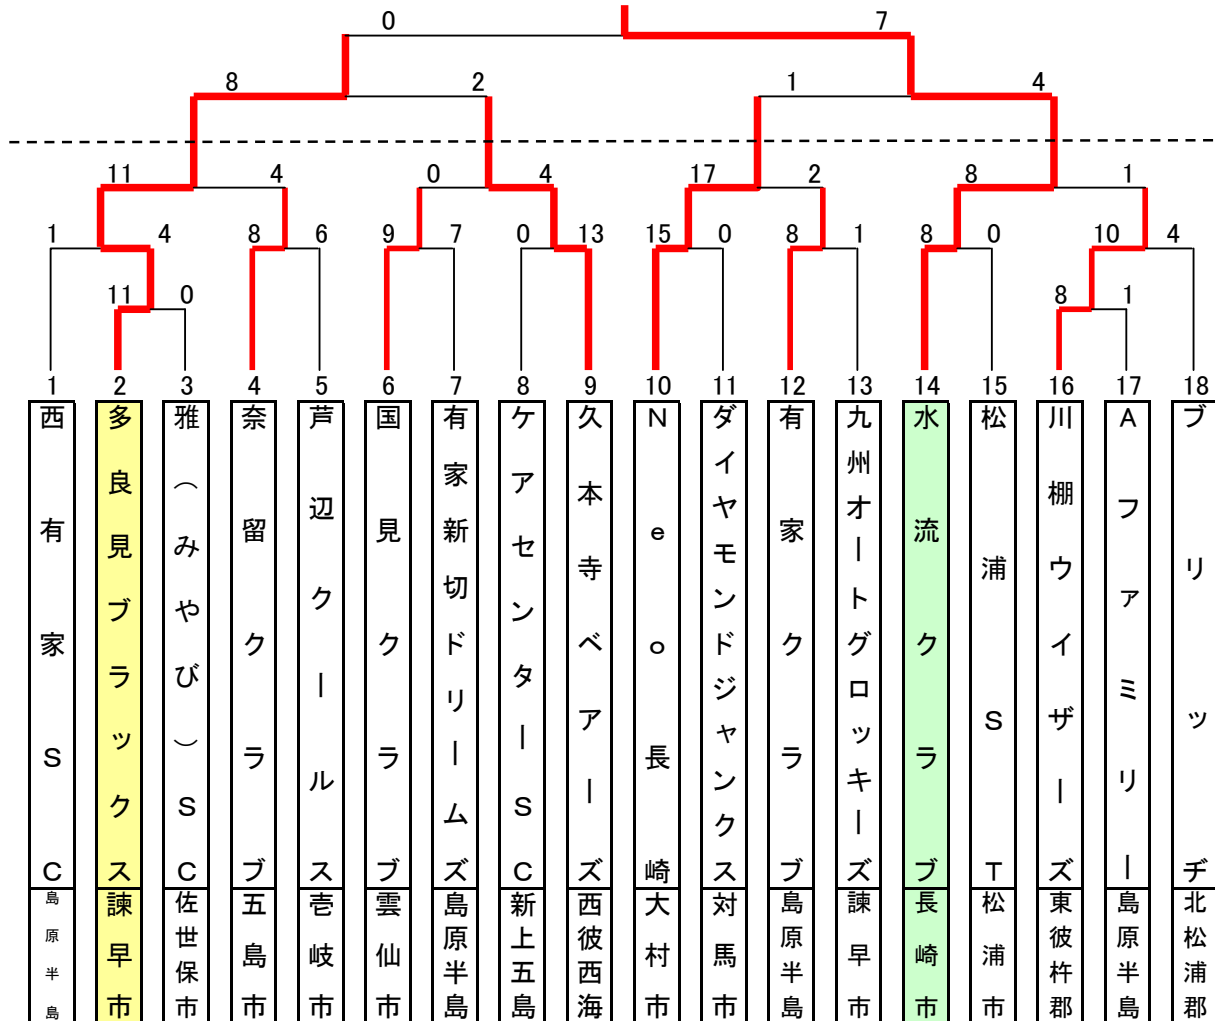 0 7
8 2 1 4
11 4 0 4 17 2 8 1
1 4 8 6 9 7 0 13 15 0 8 1 8 0 10 4
11 0 8 1
1 2 3 4 5 6 7 8 9 10 11 12 13 14 15 16 17 18
西有家SC
島原半島
多良見ブラックス
諫早市
雅(みやび)SC
佐世保市
奈留クラブ
五島市
芦辺クールス
壱岐市
国見クラブ
雲仙市
有家新切ドリームズ
島原半島
ケアセンターSC
新上五島
久本寺ベアーズ
西彼西海
Neo長崎
大村市
ダイヤモンドジャンクス
対馬市
有家クラブ
島原半島
九州オートグロッキーズ
諫早市
水流クラブ
長崎市
松浦ST
松浦市
川棚ウイザーズ
東彼杵郡
Aファミリー
島原半島
ブリッヂ
北松浦郡